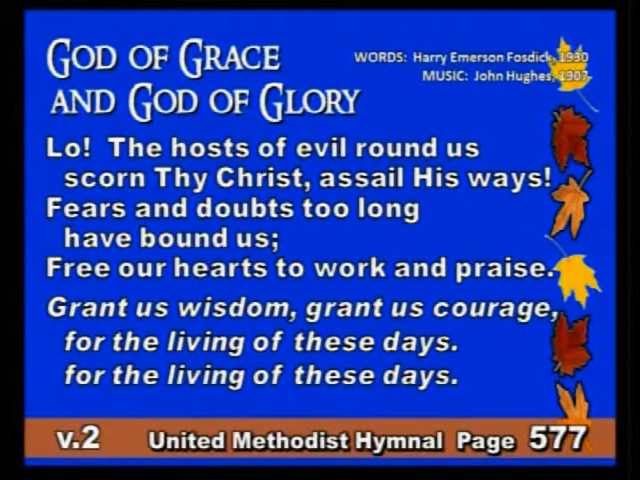 GOD OF GRACE
AND GOD OF GLORY
WORDS: Harry Emerson Fosdick, 1930
MUSIC: John Hughes, 1907
Lo! The hosts of evil round us
scorn Thy Christ, assail His ways!
Fears and doubts too long
have bound us;
Free our hearts to work and praise.
Grant us wisdom, grant us courage,
for the living of these days.
for the living of these days.
v.2 United Methodist Hymnal Page 577